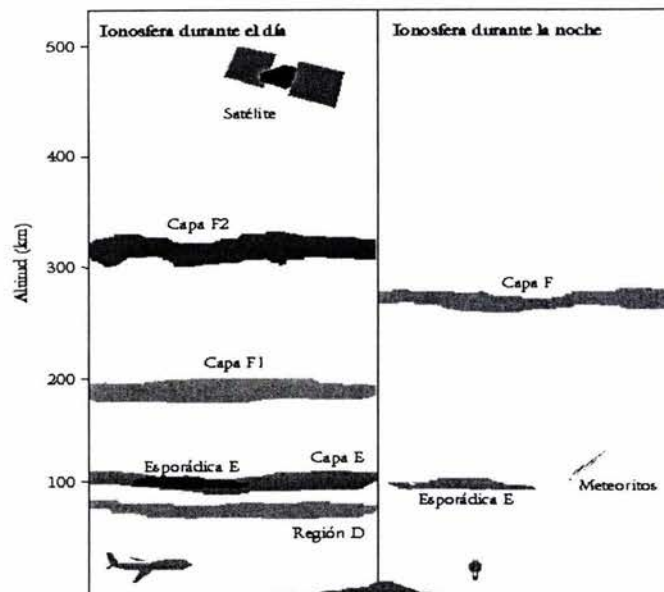 Ionosfera durante el día
Ionosfera durante la noche
500
Satélite
400
Altitud (km)
Capa F2
300
Capa F
Capa F1
200
Esporádica E
Capa E
100
Esporádica E
Meteoritos
Región D